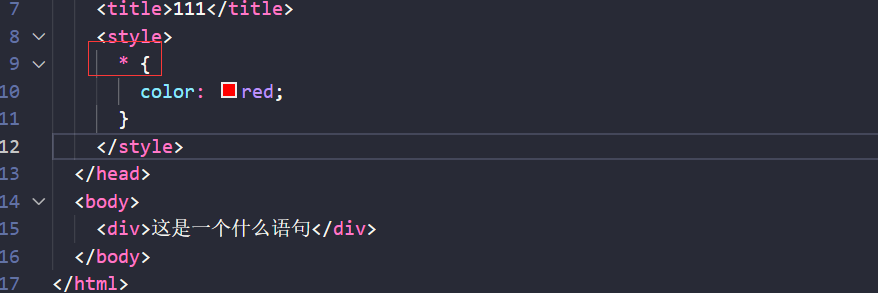 7 <title>111</title>
8 <style>
9 * {
10 color: red;
11 }
12 </style>
13 </head>
14 <body>
15 <div>这是一个什么语句</div>
16 </body>
17 </html>